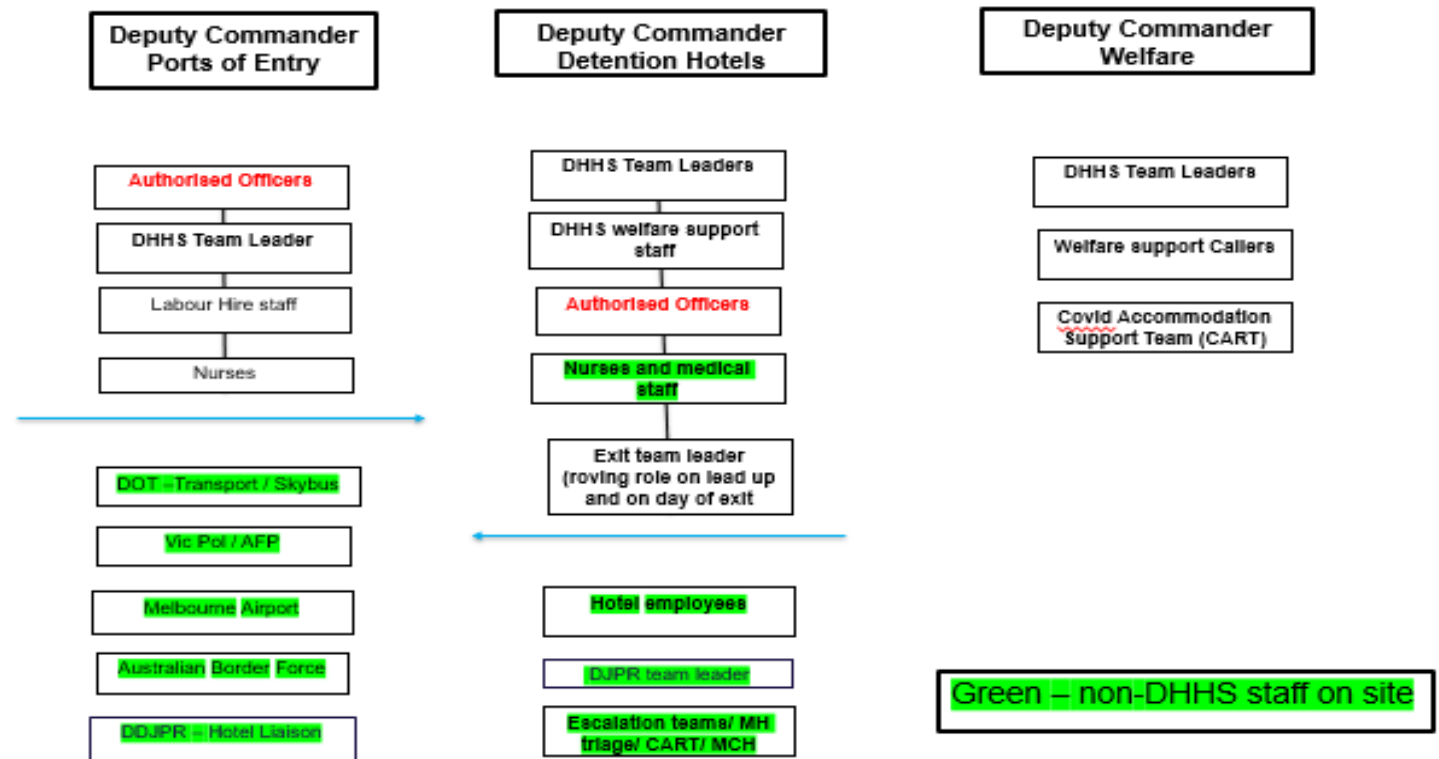 Deputy Commander
Ports of Entry
Authorised Officers
DHHS Team Leader
Labour Hire staff
Nurses
DOT –Transport / Skybus
Vic Pol / AFP
Melbourne Airport
Australian Border Force
DDJPR – Hotel Liaison
Deputy Commander
Detention Hotels
DHHS Team Leaders
DHHS welfare support
staff
Authorised Officers
Nurses and medical
staff
Exit team leader
(roving role on lead up
and on day of exit
Hotel employees
DJPR team leader
Escalation teams/ MH
triage/ CART/ MCH
Deputy Commander
Welfare
DHHS Team Leaders
Welfare support Callers
Covid Accommodation
Support Team (CART)
Green – non-DHHS staff on site